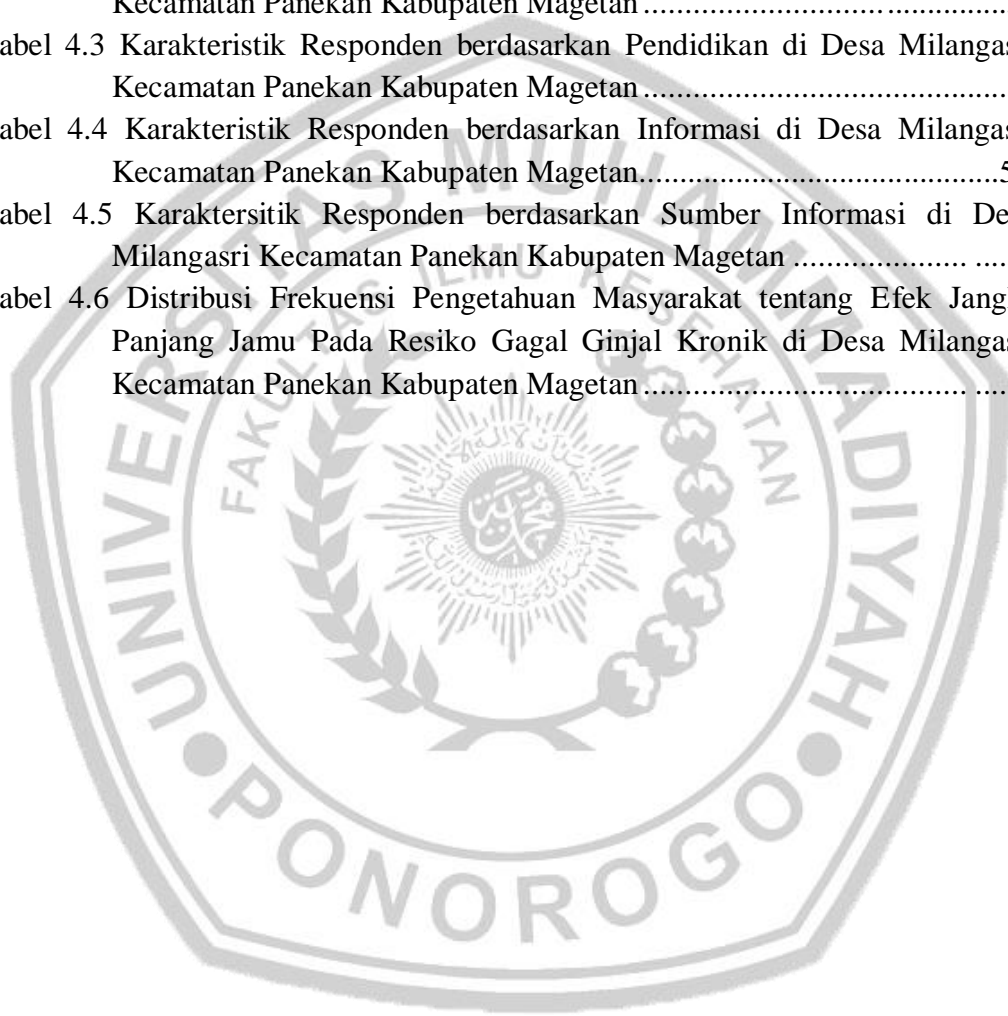 Kecamatan Panekan Kabupaten Magetan ....................................................
abel 4.3 Karakteristik Responden berdasarkan Pendidikan di Desa Milangas
Kecamatan Panekan Kabupaten Magetan ....................................................
abel 4.4 Karakteristik Responden berdasarkan Informasi di Desa Milangas
Kecamatan Panekan Kabupaten Magetan....................................................5
abel 4.5 Karaktersitik Responden berdasarkan Sumber Informasi di De
Milangasri Kecamatan Panekan Kabupaten Magetan ................... ....
abel 4.6 Distribusi Frekuensi Pengetahuan Masyarakat tentang Efek Jang
Panjang Jamu Pada Resiko Gagal Ginjal Kronik di Desa Milangas
Kecamatan Panekan Kabupaten Magetan ................................. ....
UNIVERSITAS MUHAMMADIYAH
FAKULTAS ILMU KESEHATAN
PONOROGO